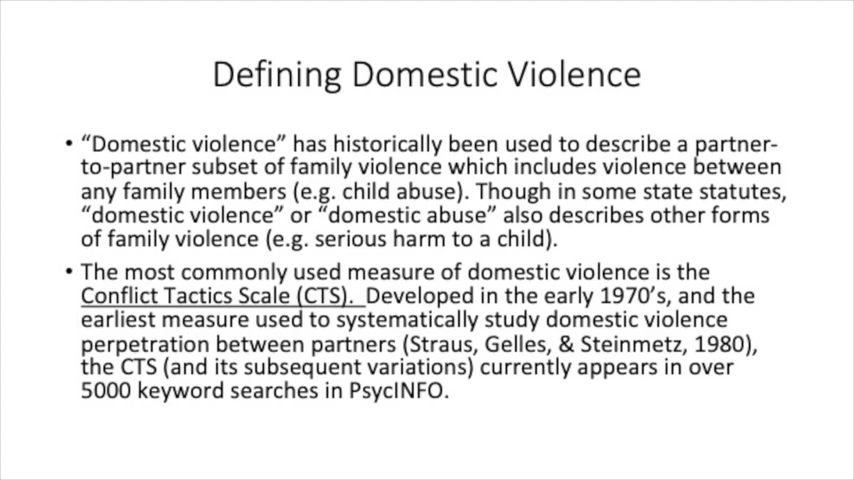 Defining Domestic Violence
• “Domestic violence” has historically been used to describe a partner-
to-partner subset of family violence which includes violence between
any family members (e.g. child abuse). Though in some state statutes,
“domestic violence” or “domestic abuse” also describes other forms
of family violence (e.g. serious harm to a child).
• The most commonly used measure of domestic violence is the
Conflict Tactics Scale (CTS). Developed in the early 1970’s, and the
earliest measure used to systematically study domestic violence
perpetration between partners (Straus, Gelles, & Steinmetz, 1980),
the CTS (and its subsequent variations) currently appears in over
5000 keyword searches in PsycINFO.